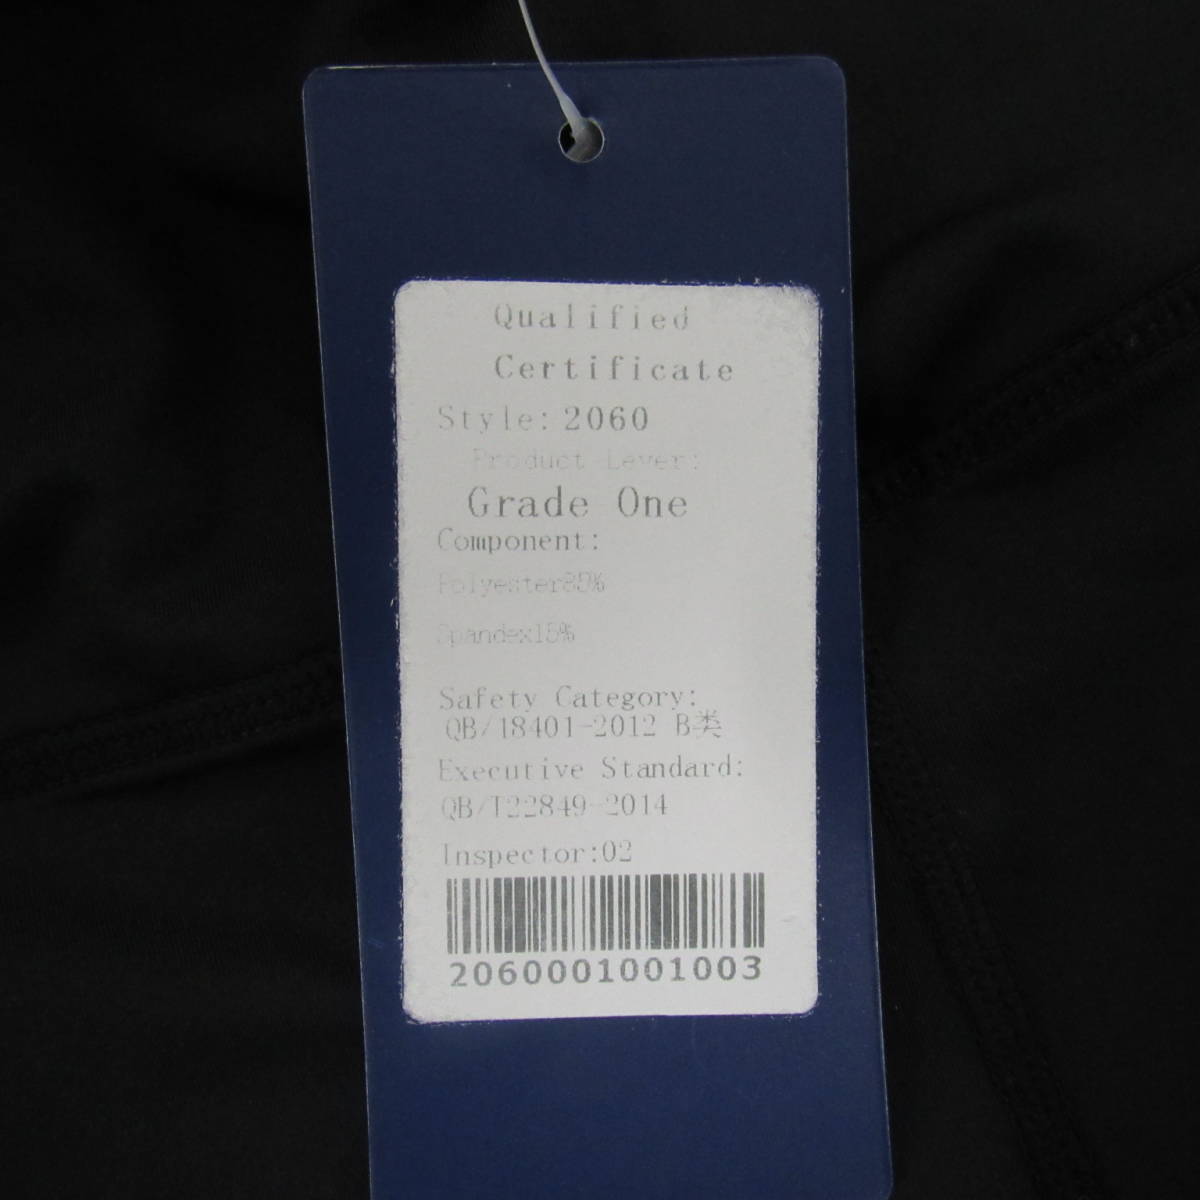 Qualified
Certificate
Style: 2060
Product Lever:
Grade One
Component:
Polyester85%
Spandex15%
Safety Category:
QB/18401-2012 B类
Executive Standard:
QB/T22849-2014
Inspector:02
2060001001003